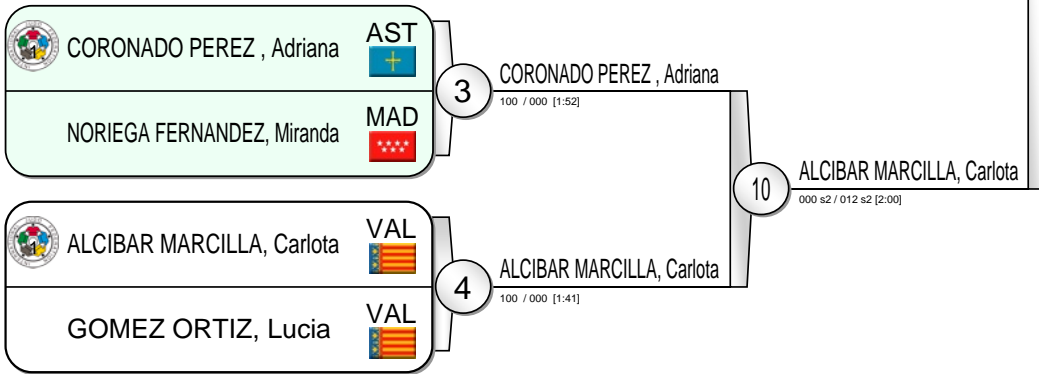 CORONADO PEREZ , Adriana AST
NORIEGA FERNANDEZ, Miranda MAD
3
CORONADO PEREZ , Adriana
100 / 000 [1:52]
10
ALCIBAR MARCILLA, Carlota
000 s2 / 012 s2 [2:00]
1 ALCIBAR MARCILLA, Carlota VAL
GOMEZ ORTIZ, Lucia VAL
4
ALCIBAR MARCILLA, Carlota
100 / 000 [1:41]